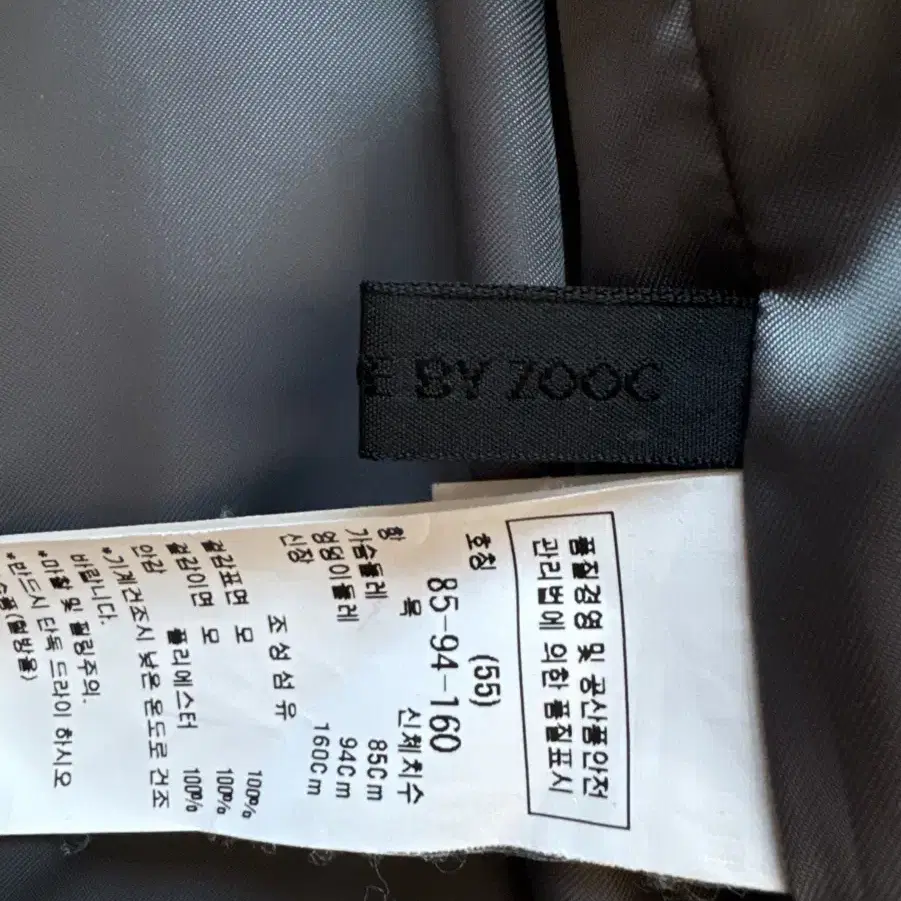 E BY ZOOC
품질경영 및 공산품안전
관리법에 의한 품질표시
호칭 (55)
85-94-160
항 목 신체치수
가슴둘레 85Cm
엉덩이둘레 94Cm
신장 160Cm
조성섬유
겉감표면 모 100%
겉감이면 모 100%
안감 폴리에스터 100%
*기계건조시 낮은 온도로 건조
바랍니다.
*마찰 및 필링주의.
*반드시 단독 드라이 하시오